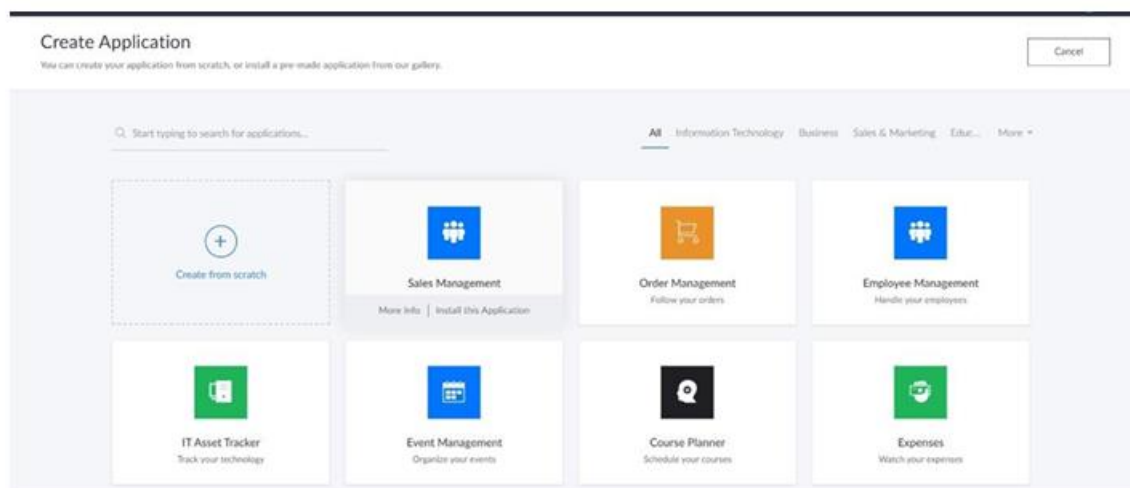 Create Application
Cancel
You can create your application from scratch, or install a pre-made application from our gallery.
Start typing to search for applications...
All Information Technology Business Sales & Marketing Educ... More
Create from scratch
Sales Management
More Info | Install this Application
Order Management
Follow your orders
Employee Management
Handle your employees
IT Asset Tracker
Track your technology
Event Management
Organize your events
Course Planner
Schedule your courses
Expenses
Watch your expenses